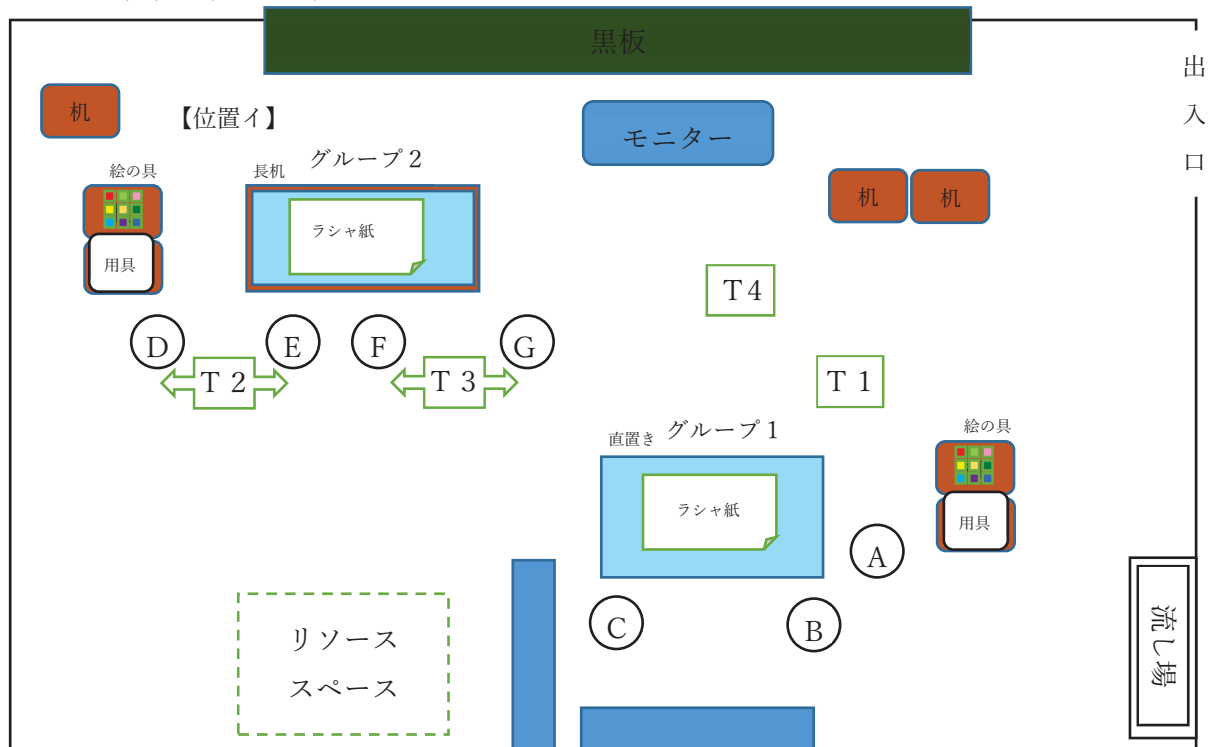 黒板
出入口
机
【位置イ】
モニター
絵の具
長机
グループ２
机
机
ラシャ紙
用具
Ｔ４
D
E
F
G
Ｔ２
Ｔ３
Ｔ１
直置き
グループ１
絵の具
ラシャ紙
用具
A
C
B
リソース
スペース
流し場